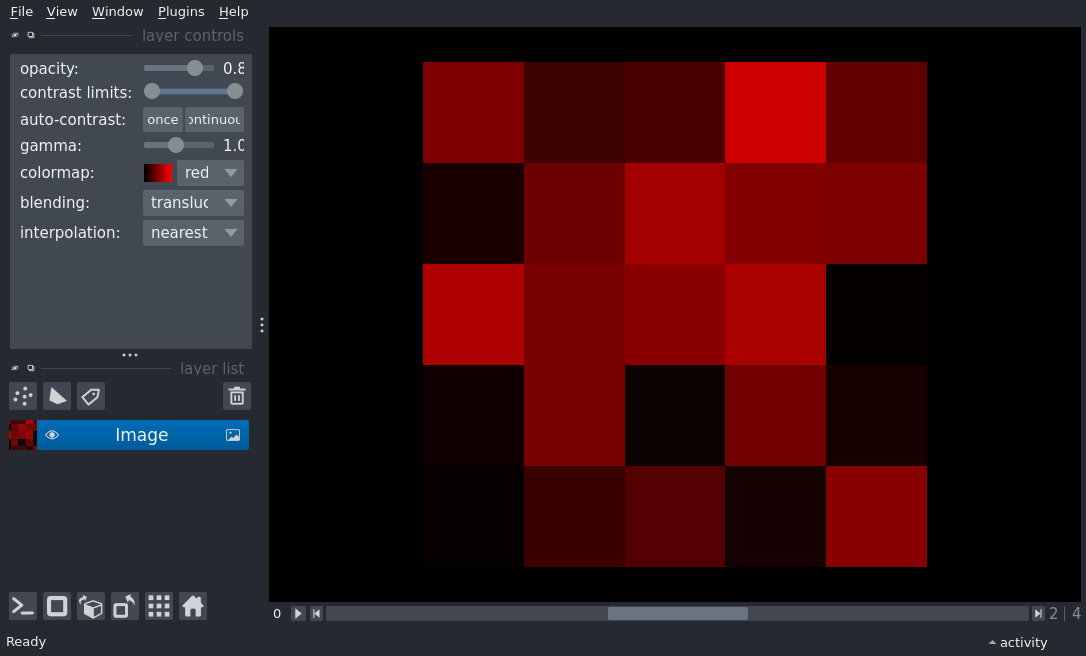 File View Window Plugins Help
layer controls
opacity: 0.8
contrast limits:
auto-contrast: once ontinuou
gamma: 1.0
colormap: red
blending: transluc
interpolation: nearest
layer list
Image
0 2 | 4
Ready
activity